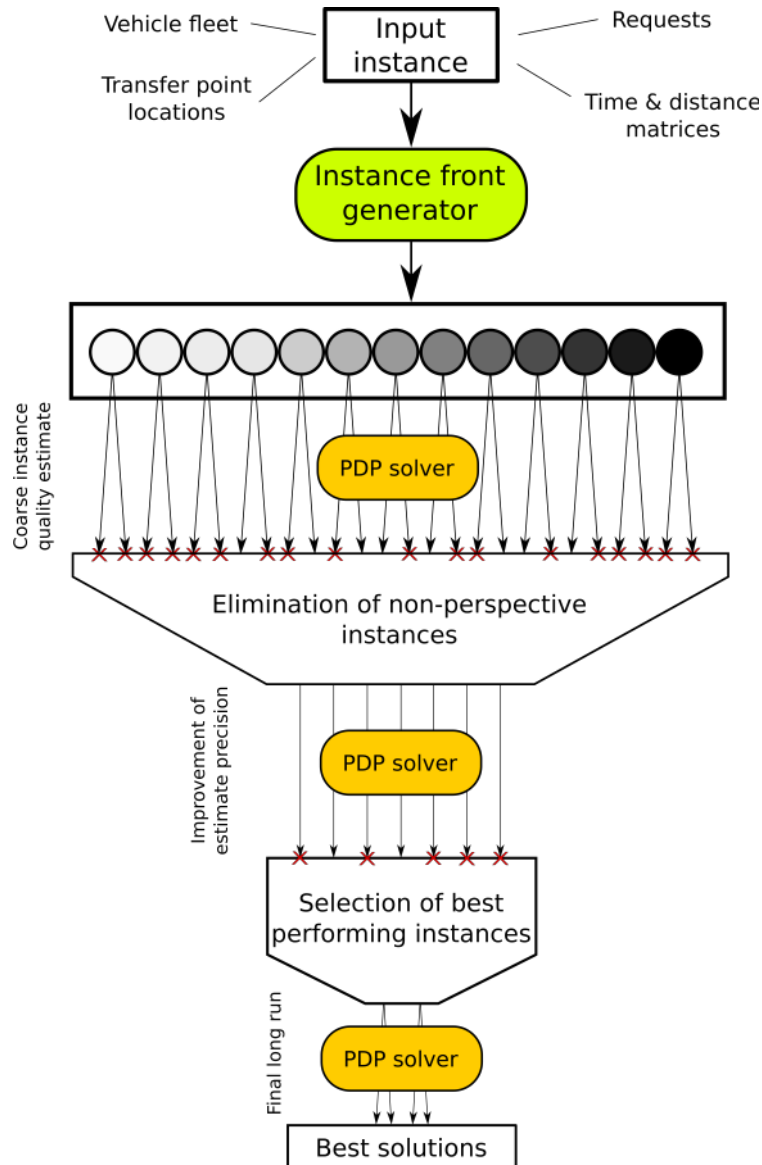 Vehicle fleet
Input
instance
Requests
Transfer point
locations
Time & distance
matrices
Instance front
generator
Coarse instance
quality estimate
PDP solver
Elimination of non-perspective
instances
Improvement of
estimate precision
PDP solver
Selection of best
performing instances
Final long run
PDP solver
Best solutions